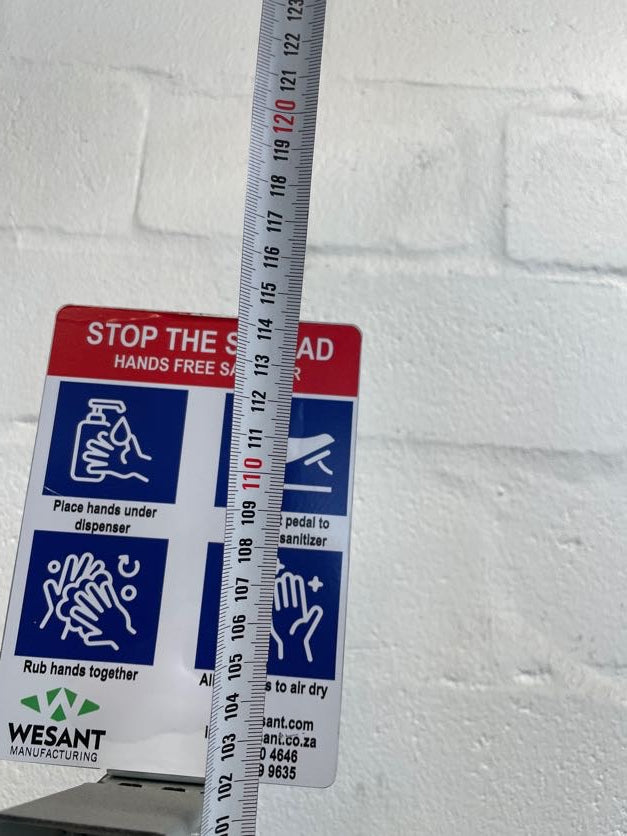 123
122
121
120
119
118
117
116
115
114
113
112
111
110
109
108
107
106
105
104
103
102
01
STOP THE S AD
HANDS FREE SA R
Place hands under
dispenser
pedal to
sanitizer
Rub hands together
Al s to air dry
WESANT
MANUFACTURING
sant.com
ant.co.za
0 4646
9 9635